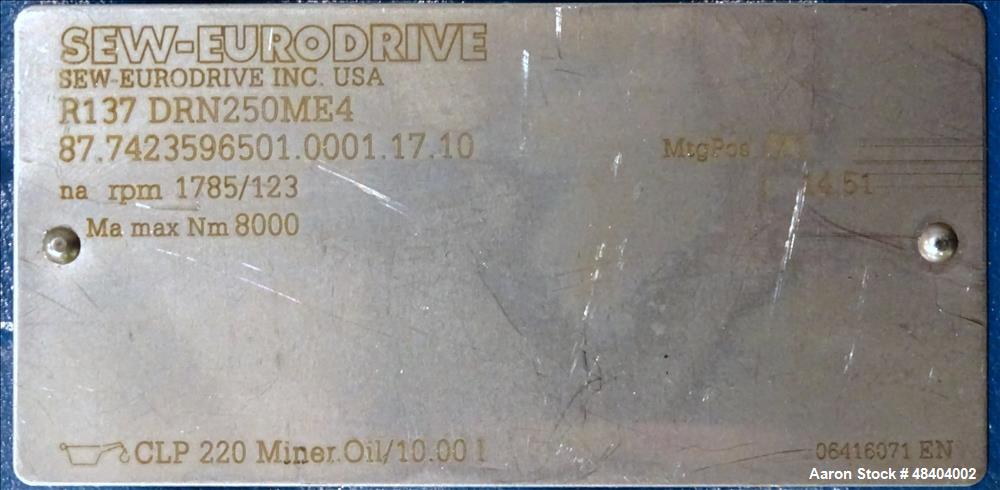 SEW-EURODRIVE
SEW-EURODRIVE INC. USA
R137 DRN250ME4
87.7423596501.0001.17.10
MtgPos
na rpm 1785/123
14.51
Ma max Nm 8000
CLP 220 Miner.Oil/10.00 l
06416071 EN
Aaron Stock # 48404002